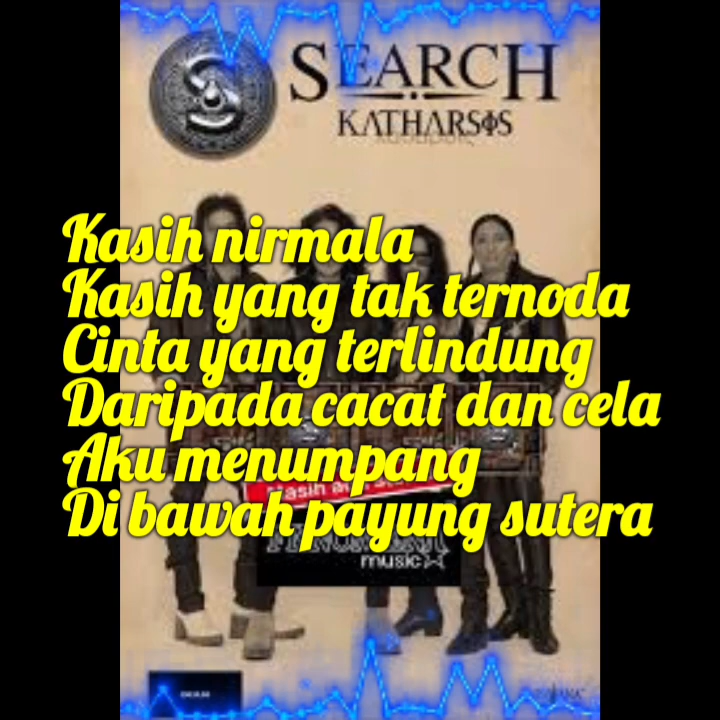 SEARCH
KATHARSIS
Kasih nirmala
Kasih yang tak ternoda
Cinta yang terlindung
Daripada cacat dan cela
Aku menumpang
Di bawah payung sutera
music